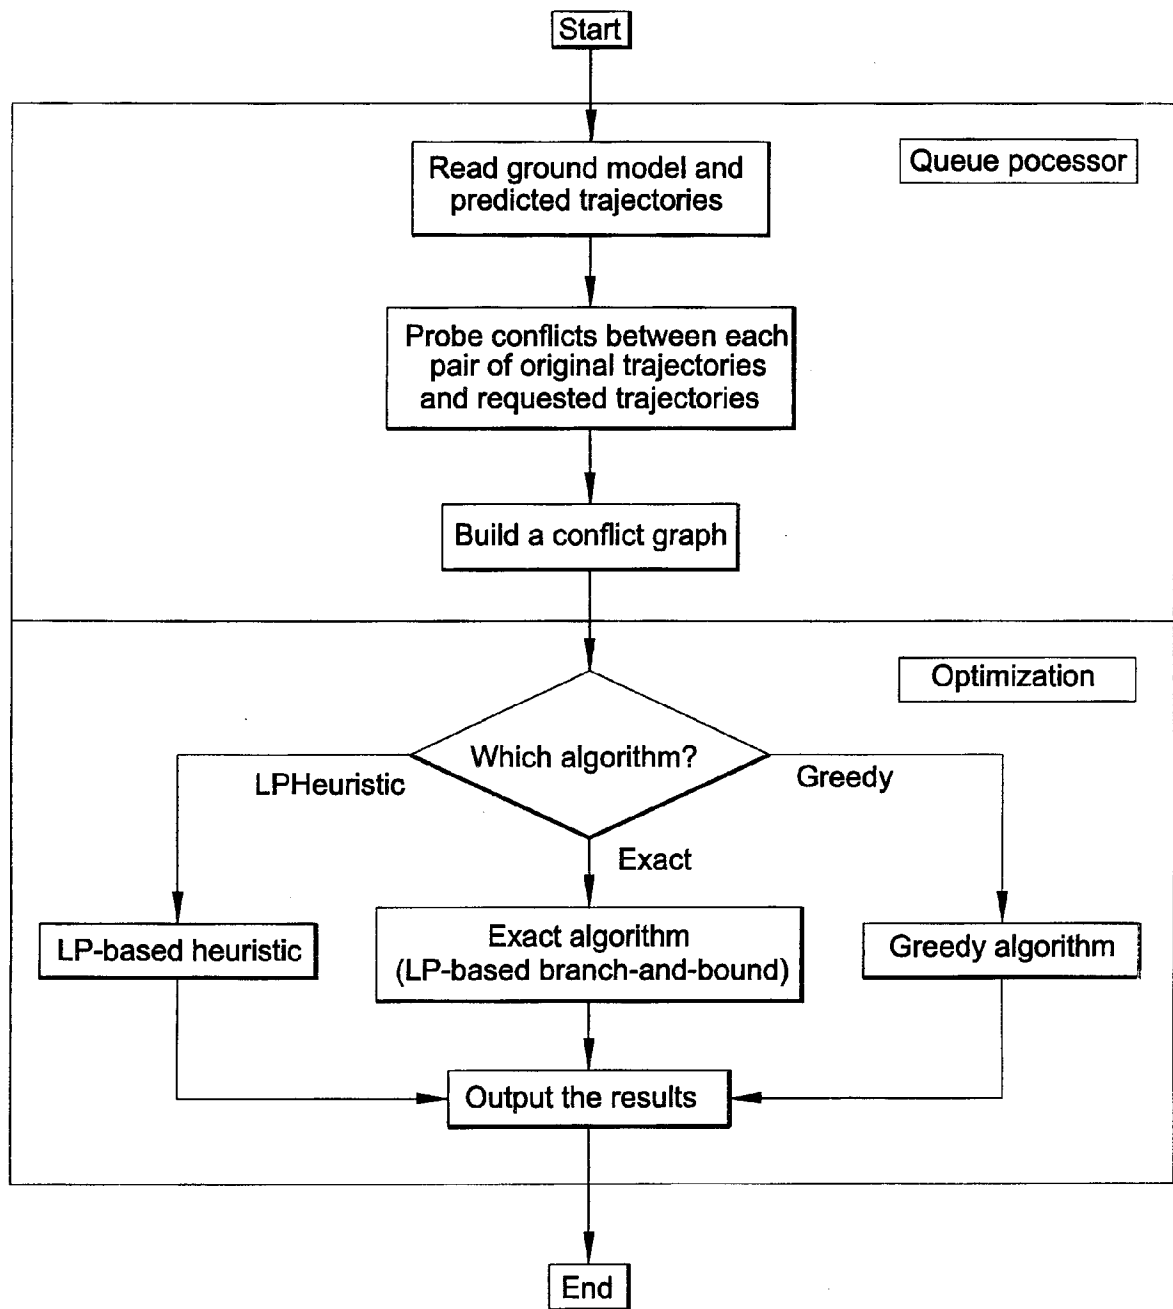 Start
Queue pocessor
Read ground model and
predicted trajectories
Probe conflicts between each
pair of original trajectories
and requested trajectories
Build a conflict graph
Optimization
Which algorithm?
LPHeuristic
Greedy
Exact
LP-based heuristic
Exact algorithm
(LP-based branch-and-bound)
Greedy algorithm
Output the results
End